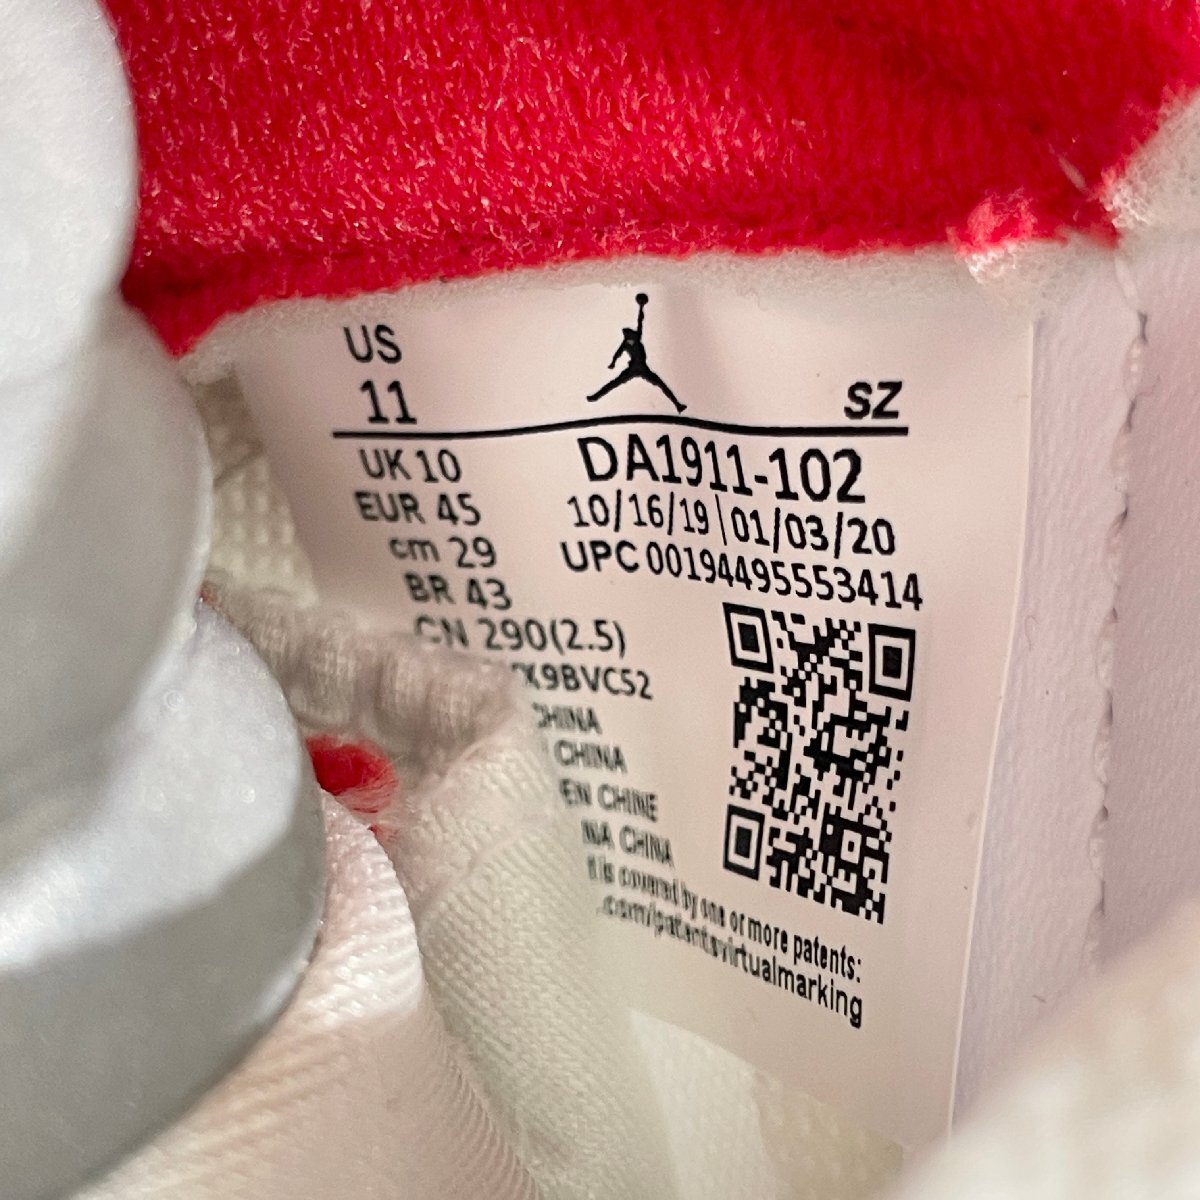 US
11
SZ
UK 10
EUR 45
cm 29
BR 43
CN 290(2.5)
DA1911-102
10/16/19\01/03/20
UPC 00194495553414
K9BVC52
CHINA
CHINA
EN CHINE
NA CHINA
t is covered by one or more patents:
.com/patentsvirtualmarking